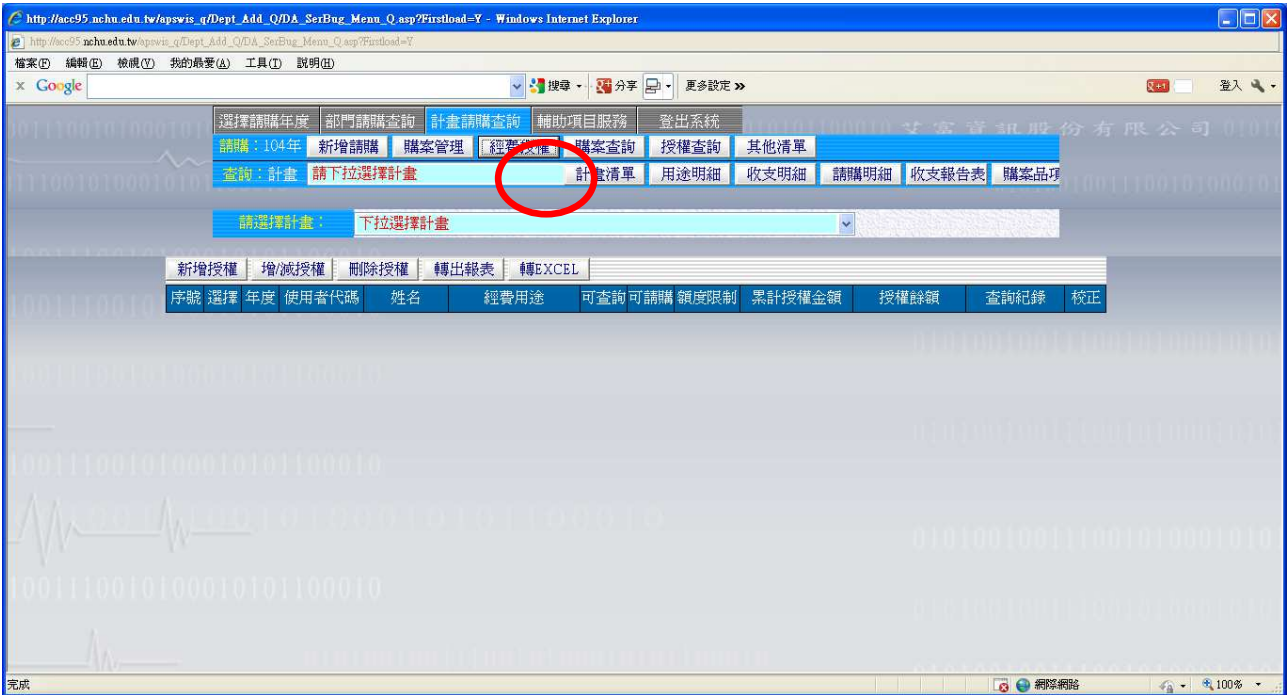 http://acc95.nchu.edu.tw/apswis_q/Dept_Add_Q/DA_SerBug_Menu_Q.asp?Firstload=Y - Windows Internet Explorer
http://acc95.nchu.edu.tw/apswis_q/Dept_Add_Q/DA_SerBug_Menu_Q.asp?Firstload=Y
檔案(F) 編輯(E) 檢視(V) 我的最愛(A) 工具(T) 說明(H)
x Google 搜尋 分享 更多設定 » 登入
選擇請購年度 部門請購查詢 計畫請購查詢 輔助項目服務 登出系統
艾富資訊股份有限公司
請購：104年 新增請購 購案管理 經費授權 購案查詢 授權查詢 其他清單
查詢：計畫 請下拉選擇計畫 計畫清單 用途明細 收支明細 請購明細 收支報告表 購案品項
請選擇計畫： 下拉選擇計畫
新增授權 增/減授權 刪除授權 轉出報表 轉EXCEL
序號 選擇 年度 使用者代碼 姓名 經費用途 可查詢 可請購 額度限制 累計授權金額 授權餘額 查詢紀錄 校正
完成 網際網路 100%